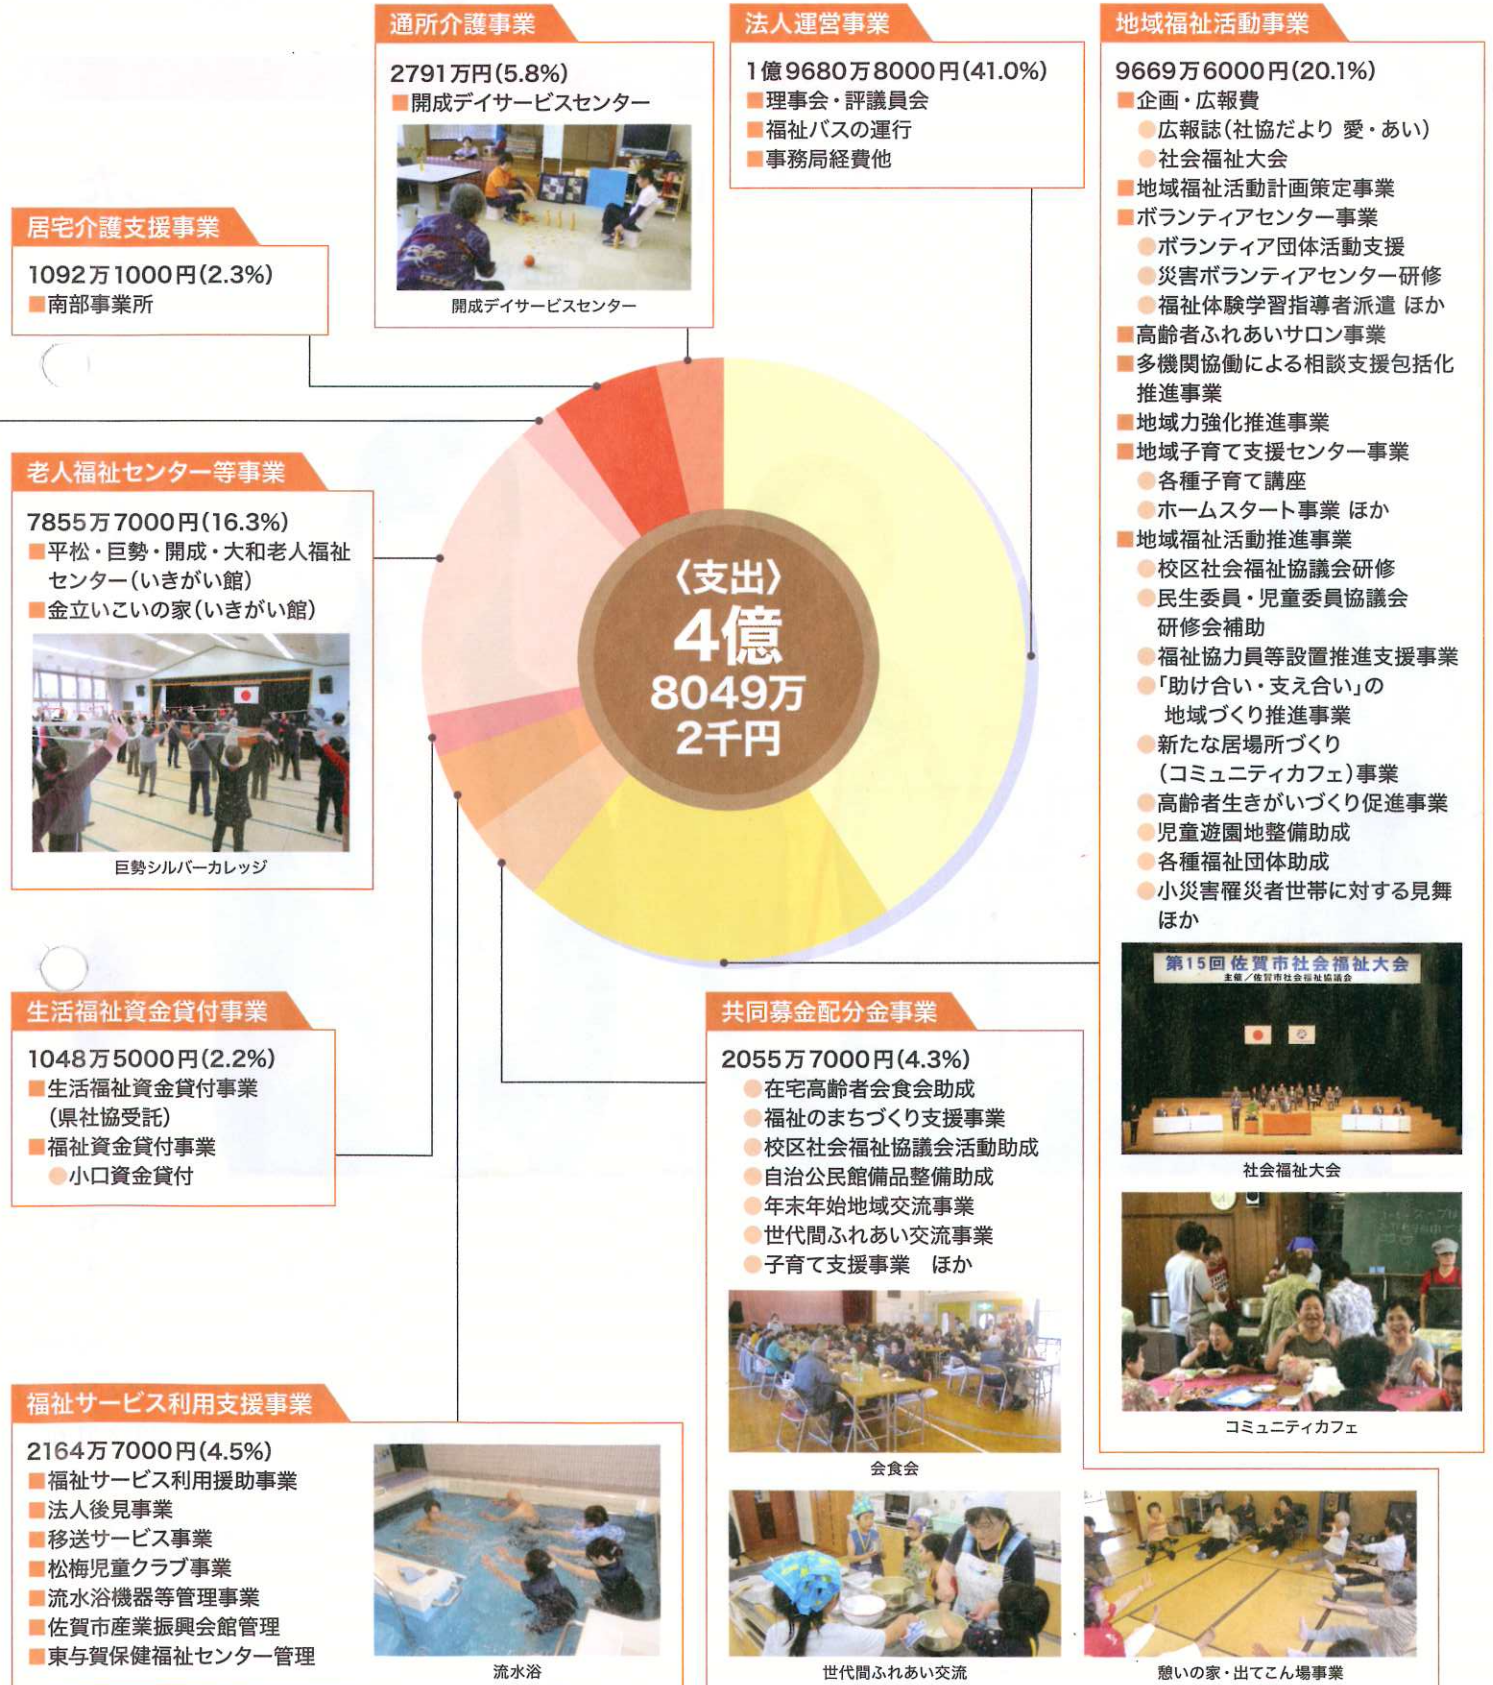 通所介護事業
2791万円(5.8%)
■開成デイサービスセンター
開成デイサービスセンター
法人運営事業
1億9680万8000円(41.0%)
■理事会・評議員会
■福祉バスの運行
■事務局経費他
地域福祉活動事業
9669万6000円(20.1%)
■企画・広報費
●広報誌(社協だより 愛・あい)
●社会福祉大会
■地域福祉活動計画策定事業
■ボランティアセンター事業
●ボランティア団体活動支援
●災害ボランティアセンター研修
●福祉体験学習指導者派遣 ほか
■高齢者ふれあいサロン事業
■多機関協働による相談支援包括化
推進事業
■地域力強化推進事業
■地域子育て支援センター事業
●各種子育て講座
●ホームスタート事業 ほか
■地域福祉活動推進事業
●校区社会福祉協議会研修
●民生委員・児童委員協議会
研修会補助
●福祉協力員等設置推進支援事業
●「助け合い・支え合い」の
地域づくり推進事業
●新たな居場所づくり
(コミュニティカフェ)事業
●高齢者生きがいづくり促進事業
●児童遊園地整備助成
●各種福祉団体助成
●小災害罹災者世帯に対する見舞
ほか
第15回 佐賀市社会福祉大会
主催/佐賀市社会福祉協議会
社会福祉大会
コミュニティカフェ
居宅介護支援事業
1092万1000円(2.3%)
■南部事業所
老人福祉センター等事業
7855万7000円(16.3%)
■平松・巨勢・開成・大和老人福祉
センター(いきがい館)
■金立いこいの家(いきがい館)
巨勢シルバーカレッジ
〈支出〉
4億
8049万
2千円
生活福祉資金貸付事業
1048万5000円(2.2%)
■生活福祉資金貸付事業
(県社協受託)
■福祉資金貸付事業
●小口資金貸付
共同募金配分金事業
2055万7000円(4.3%)
●在宅高齢者会食会助成
●福祉のまちづくり支援事業
●校区社会福祉協議会活動助成
●自治公民館備品整備助成
●年末年始地域交流事業
●世代間ふれあい交流事業
●子育て支援事業 ほか
会食会
世代間ふれあい交流
憩いの家・出てこん場事業
福祉サービス利用支援事業
2164万7000円(4.5%)
■福祉サービス利用援助事業
■法人後見事業
■移送サービス事業
■松梅児童クラブ事業
■流水浴機器等管理事業
■佐賀市産業振興会館管理
■東与賀保健福祉センター管理
流水浴